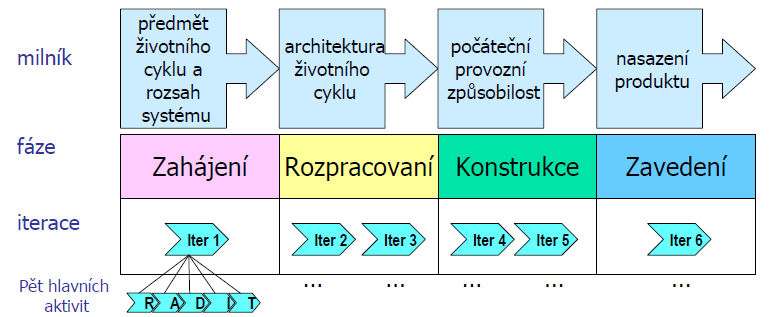 milník
předmět
životního
cyklu a
rozsah
systému
architektura
životního
cyklu
počáteční
provozní
způsobilost
nasazení
produktu
fáze
Zahájení
Rozpracovaní
Konstrukce
Zavedení
iterace
Iter 1
Iter 2
Iter 3
Iter 4
Iter 5
Iter 6
Pět hlavních
aktivit
R A D I T
... ... ... ... ...